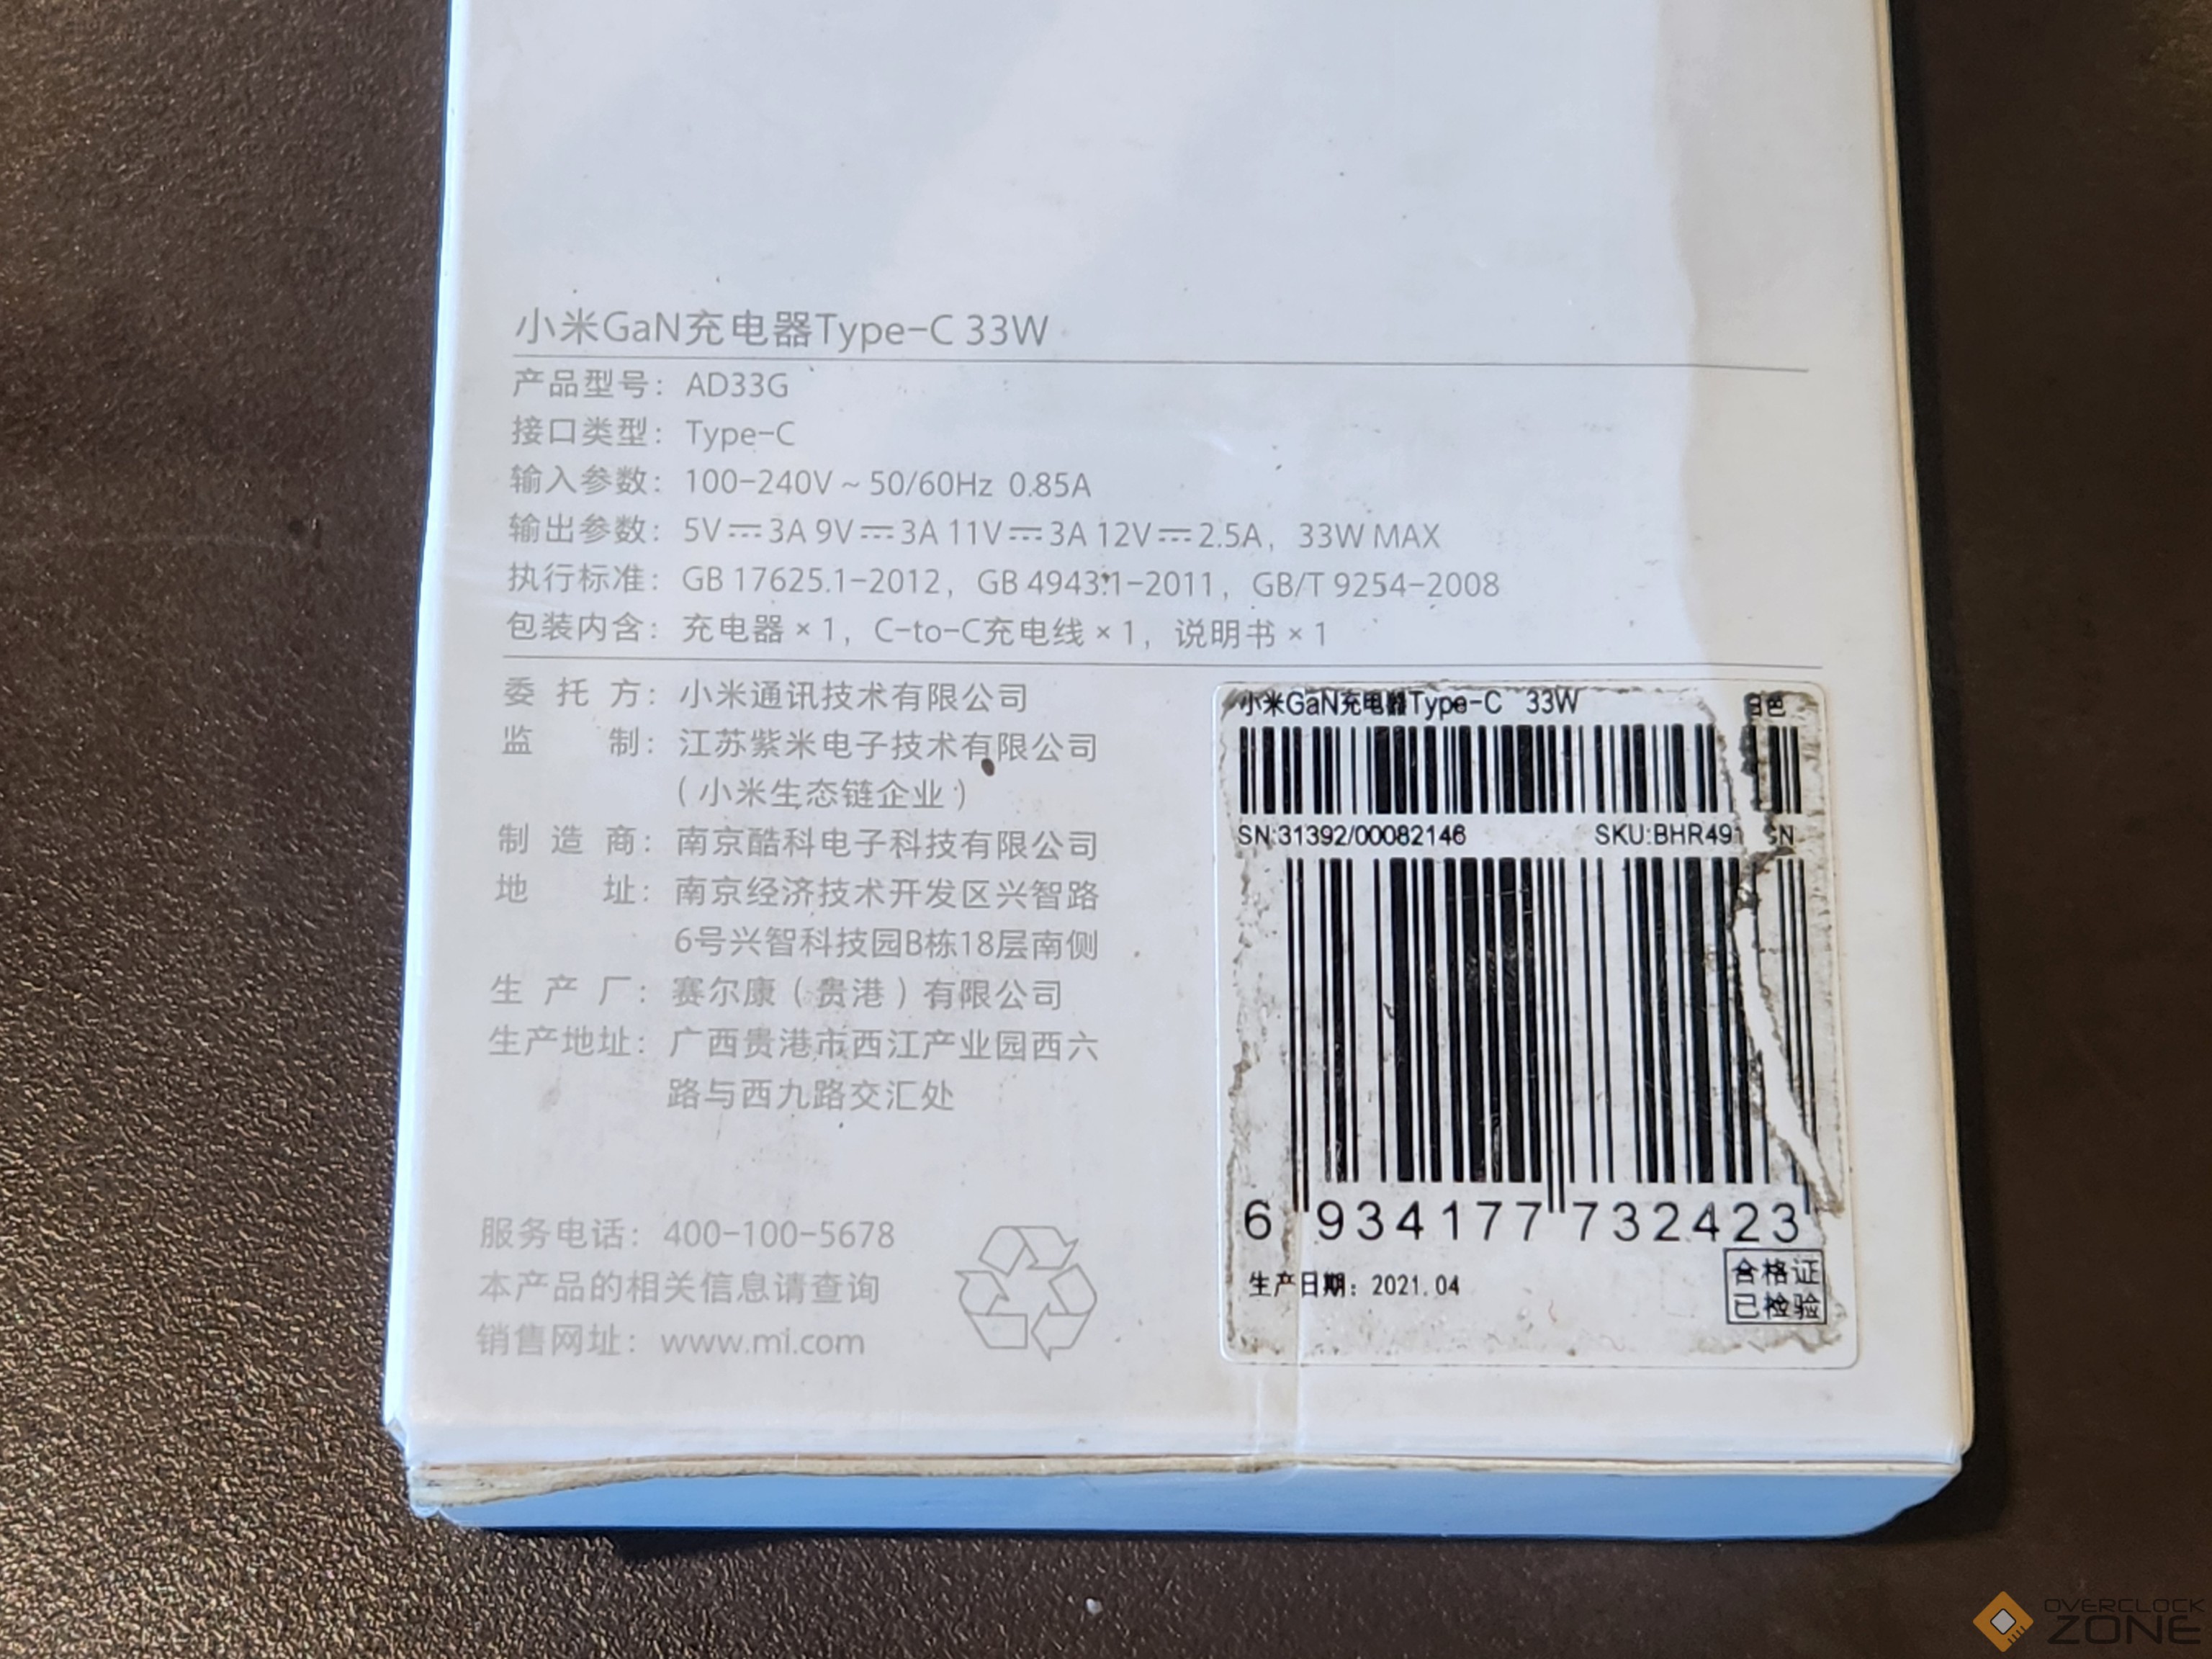 小米GaN充电器Type-C 33W
产品型号： AD33G
接口类型： Type-C
输入参数： 100-240V ~ 50/60Hz 0.85A
输出参数： 5V⎓3A 9V⎓3A 11V⎓3A 12V⎓2.5A， 33W MAX
执行标准： GB 17625.1-2012， GB 4943.1-2011， GB/T 9254-2008
包装内含： 充电器 × 1， C-to-C充电线 × 1， 说明书 × 1
委 托 方： 小米通讯技术有限公司
监 制： 江苏紫米电子技术有限公司
（小米生态链企业）
制 造 商： 南京酷科电子科技有限公司
地 址： 南京经济技术开发区兴智路
6号兴智科技园B栋18层南侧
生 产 厂： 赛尔康（贵港）有限公司
生产地址： 广西贵港市西江产业园西六
路与西九路交汇处
服务电话： 400-100-5678
本产品的相关信息请查询
销售网址： www.mi.com
小米GaN充电器Type-C 33W 白色
SN:31392/00082146 SKU:BHR491 SN
6 934177 732423
生产日期： 2021.04
合格证
已检验
OVERCLOCK
ZONE